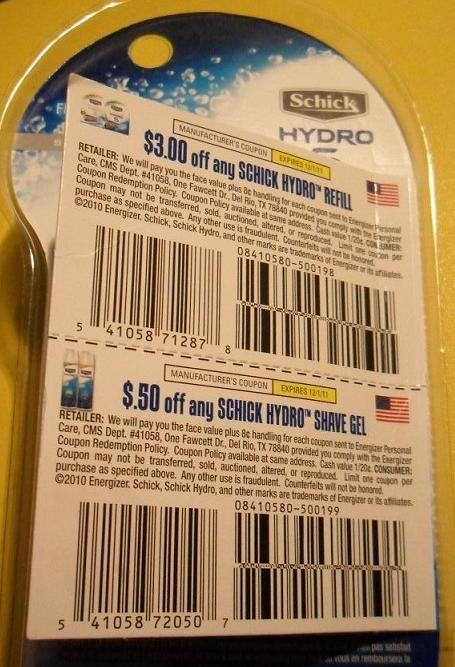 Schick
HYDRO
MANUFACTURER'S COUPON EXPIRES 12/1/11
$3.00 off any SCHICK HYDRO™ REFILL
RETAILER: We will pay you the face value plus 8¢ handling for each coupon sent to Energizer Personal
Care, CMS Dept. #41058, One Fawcett Dr., Del Rio, TX 78840 provided you comply with the Energizer
Coupon Redemption Policy. Coupon Policy available at same address. Cash value 1/20¢. CONSUMER:
Coupon may not be transferred, sold, auctioned, altered, or reproduced. Limit one coupon per
purchase as specified above. Any other use is fraudulent. Counterfeits will not be honored.
©2010 Energizer. Schick, Schick Hydro, and other marks are trademarks of Energizer or its affiliates.
08410580-500198
5 41058 71287 8
MANUFACTURER'S COUPON EXPIRES 12/1/11
$.50 off any SCHICK HYDRO™ SHAVE GEL
RETAILER: We will pay you the face value plus 8¢ handling for each coupon sent to Energizer Personal
Care, CMS Dept. #41058, One Fawcett Dr., Del Rio, TX 78840 provided you comply with the Energizer
Coupon Redemption Policy. Coupon Policy available at same address. Cash value 1/20¢. CONSUMER:
Coupon may not be transferred, sold, auctioned, altered, or reproduced. Limit one coupon per
purchase as specified above. Any other use is fraudulent. Counterfeits will not be honored.
©2010 Energizer. Schick, Schick Hydro, and other marks are trademarks of Energizer or its affiliates.
08410580-500199
5 41058 72050 7
pas satisfait
vous en remboursera la